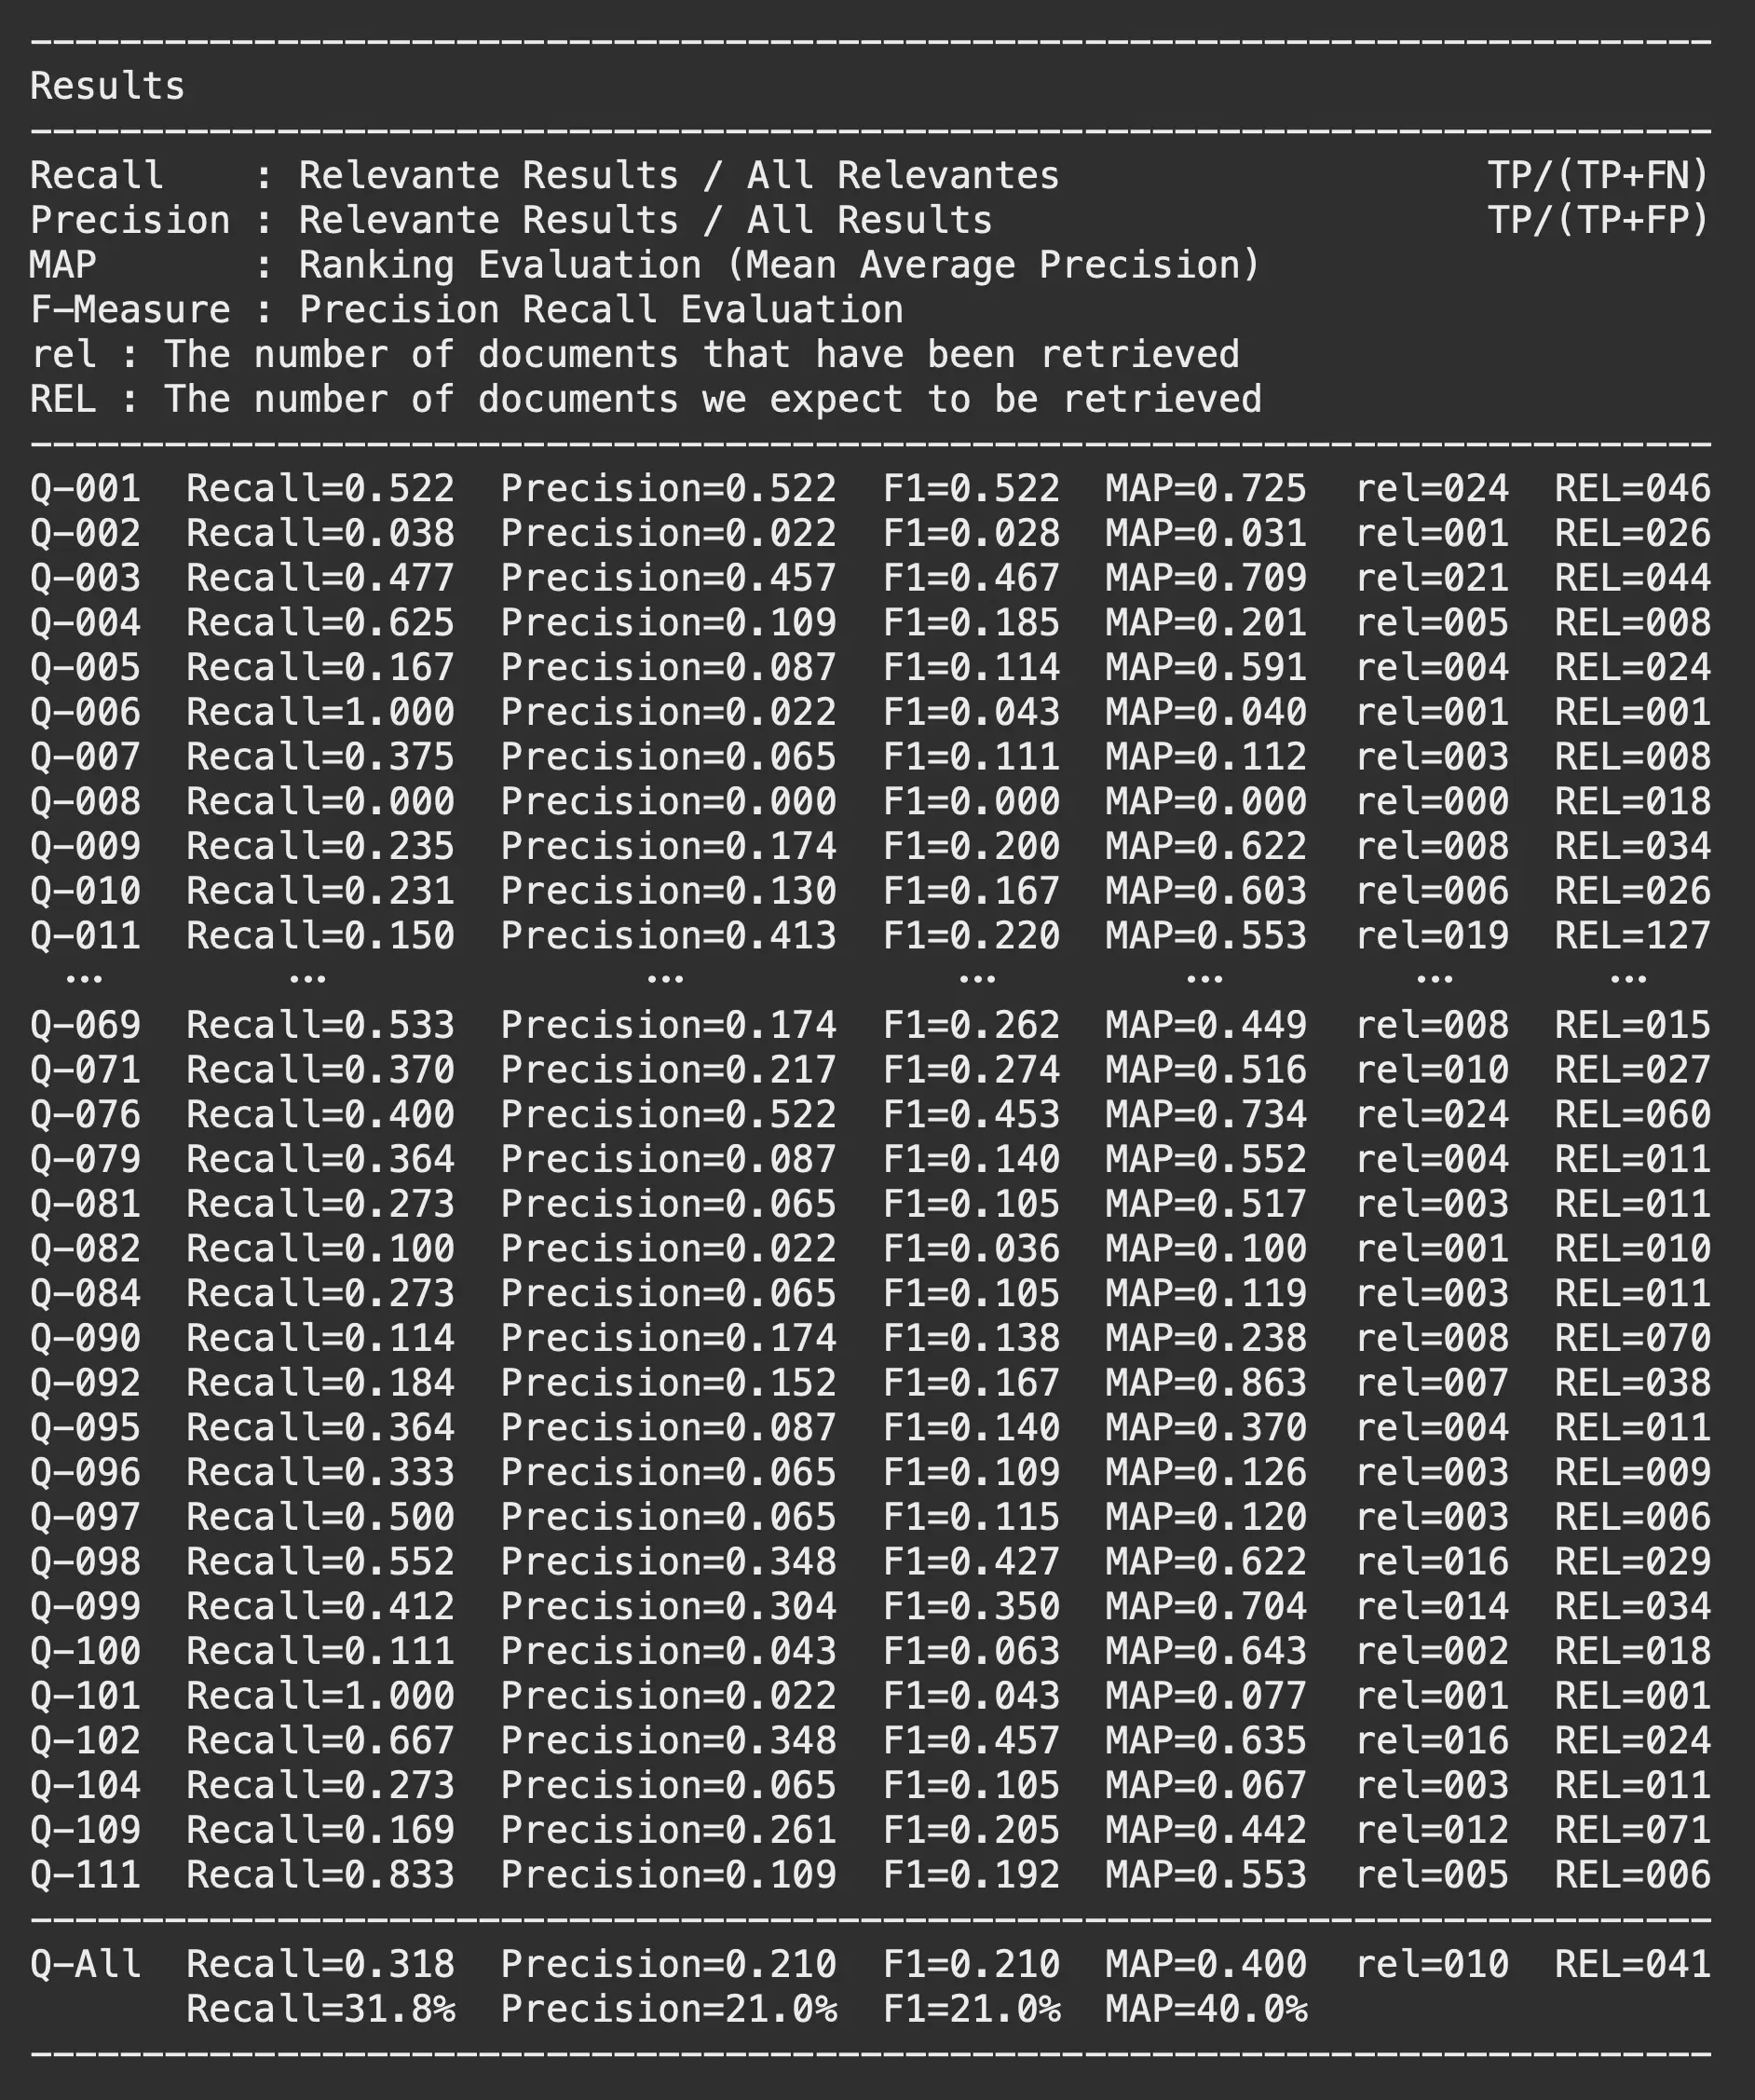 ---------------------------------------------------------------------------
Results
---------------------------------------------------------------------------
Recall    : Relevante Results / All Relevantes                   TP/(TP+FN)
Precision : Relevante Results / All Results                      TP/(TP+FP)
MAP       : Ranking Evaluation (Mean Average Precision)
F-Measure : Precision Recall Evaluation
rel : The number of documents that have been retrieved
REL : The number of documents we expect to be retrieved
---------------------------------------------------------------------------
Q-001  Recall=0.522  Precision=0.522  F1=0.522  MAP=0.725  rel=024  REL=046
Q-002  Recall=0.038  Precision=0.022  F1=0.028  MAP=0.031  rel=001  REL=026
Q-003  Recall=0.477  Precision=0.457  F1=0.467  MAP=0.709  rel=021  REL=044
Q-004  Recall=0.625  Precision=0.109  F1=0.185  MAP=0.201  rel=005  REL=008
Q-005  Recall=0.167  Precision=0.087  F1=0.114  MAP=0.591  rel=004  REL=024
Q-006  Recall=1.000  Precision=0.022  F1=0.043  MAP=0.040  rel=001  REL=001
Q-007  Recall=0.375  Precision=0.065  F1=0.111  MAP=0.112  rel=003  REL=008
Q-008  Recall=0.000  Precision=0.000  F1=0.000  MAP=0.000  rel=000  REL=018
Q-009  Recall=0.235  Precision=0.174  F1=0.200  MAP=0.622  rel=008  REL=034
Q-010  Recall=0.231  Precision=0.130  F1=0.167  MAP=0.603  rel=006  REL=026
Q-011  Recall=0.150  Precision=0.413  F1=0.220  MAP=0.553  rel=019  REL=127
... ... ... ... ... ... ...
Q-069  Recall=0.533  Precision=0.174  F1=0.262  MAP=0.449  rel=008  REL=015
Q-071  Recall=0.370  Precision=0.217  F1=0.274  MAP=0.516  rel=010  REL=027
Q-076  Recall=0.400  Precision=0.522  F1=0.453  MAP=0.734  rel=024  REL=060
Q-079  Recall=0.364  Precision=0.087  F1=0.140  MAP=0.552  rel=004  REL=011
Q-081  Recall=0.273  Precision=0.065  F1=0.105  MAP=0.517  rel=003  REL=011
Q-082  Recall=0.100  Precision=0.022  F1=0.036  MAP=0.100  rel=001  REL=010
Q-084  Recall=0.273  Precision=0.065  F1=0.105  MAP=0.119  rel=003  REL=011
Q-090  Recall=0.114  Precision=0.174  F1=0.138  MAP=0.238  rel=008  REL=070
Q-092  Recall=0.184  Precision=0.152  F1=0.167  MAP=0.863  rel=007  REL=038
Q-095  Recall=0.364  Precision=0.087  F1=0.140  MAP=0.370  rel=004  REL=011
Q-096  Recall=0.333  Precision=0.065  F1=0.109  MAP=0.126  rel=003  REL=009
Q-097  Recall=0.500  Precision=0.065  F1=0.115  MAP=0.120  rel=003  REL=006
Q-098  Recall=0.552  Precision=0.348  F1=0.427  MAP=0.622  rel=016  REL=029
Q-099  Recall=0.412  Precision=0.304  F1=0.350  MAP=0.704  rel=014  REL=034
Q-100  Recall=0.111  Precision=0.043  F1=0.063  MAP=0.643  rel=002  REL=018
Q-101  Recall=1.000  Precision=0.022  F1=0.043  MAP=0.077  rel=001  REL=001
Q-102  Recall=0.667  Precision=0.348  F1=0.457  MAP=0.635  rel=016  REL=024
Q-104  Recall=0.273  Precision=0.065  F1=0.105  MAP=0.067  rel=003  REL=011
Q-109  Recall=0.169  Precision=0.261  F1=0.205  MAP=0.442  rel=012  REL=071
Q-111  Recall=0.833  Precision=0.109  F1=0.192  MAP=0.553  rel=005  REL=006
---------------------------------------------------------------------------
Q-All  Recall=0.318  Precision=0.210  F1=0.210  MAP=0.400  rel=010  REL=041
       Recall=31.8%  Precision=21.0%  F1=21.0%  MAP=40.0%
---------------------------------------------------------------------------